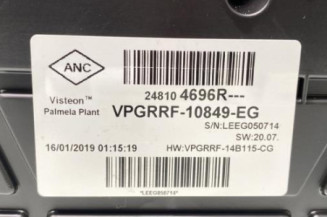 ANC
24810 4696R---
Visteon™
Palmela Plant
VPGRRF-10849-EG
S/N:LEEG050714
SW:20.07.
16/01/2019 01:15:19
HW:VPGRRF-14B115-CG
*LEEG050714*